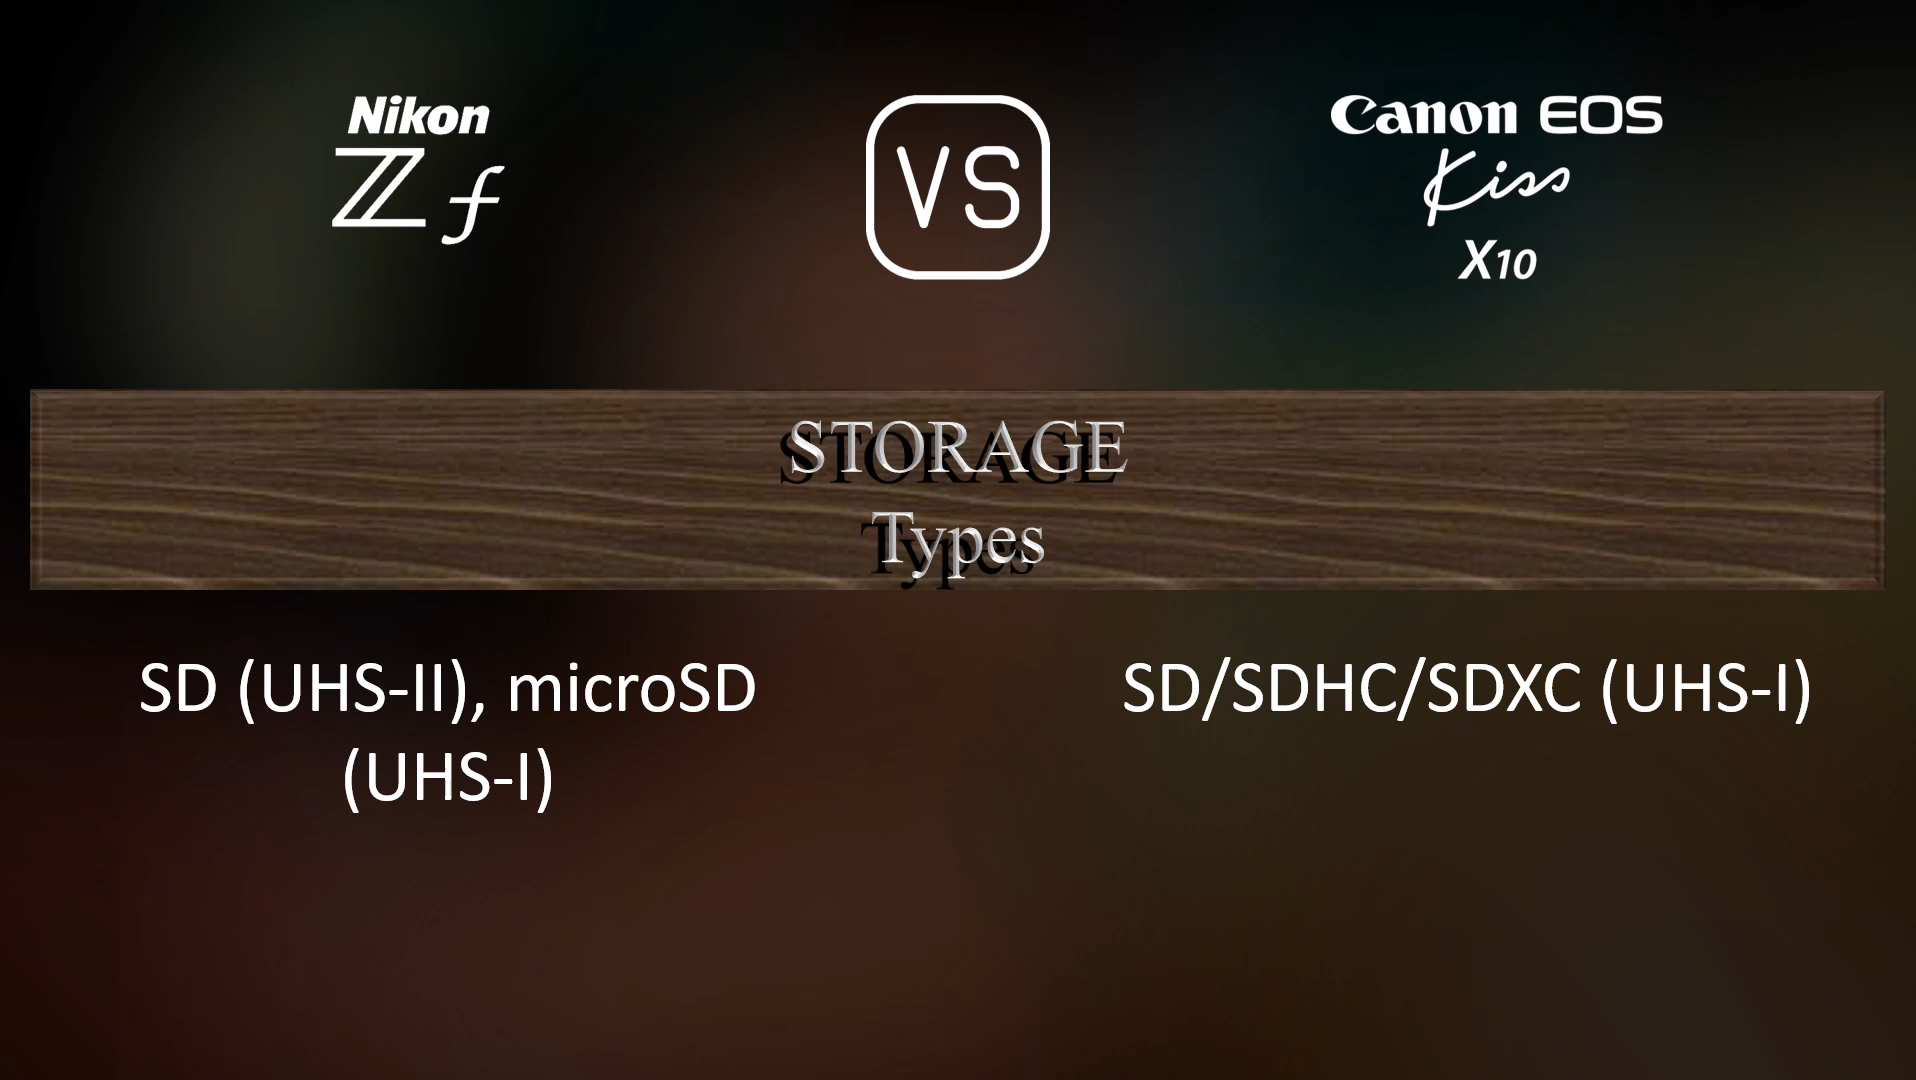 Nikon
Z f
VS
Canon EOS
Kiss
X10
STORAGE
Types
SD (UHS-II), microSD
(UHS-I)
SD/SDHC/SDXC (UHS-I)